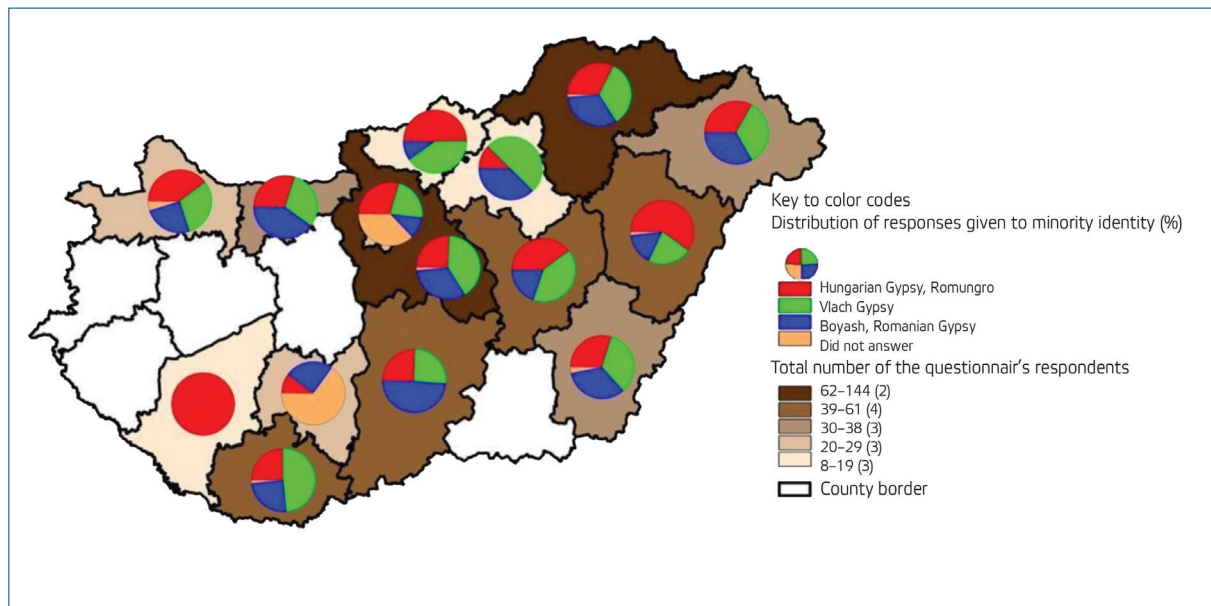 Key to color codes
Distribution of responses given to minority identity (%)
Hungarian Gypsy, Romungro
Vlach Gypsy
Boyash, Romanian Gypsy
Did not answer
Total number of the questionnair's respondents
62–144 (2)
39–61 (4)
30–38 (3)
20–29 (3)
8–19 (3)
County border